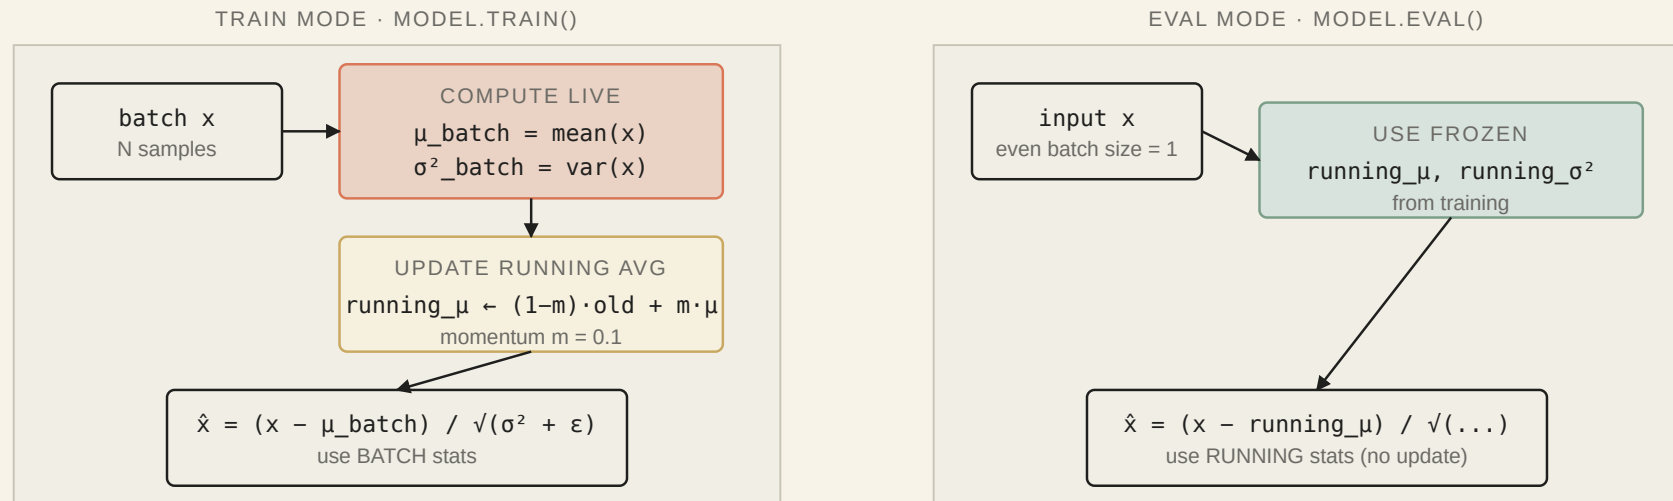 TRAIN MODE · MODEL.TRAIN()
batch x
N samples
COMPUTE LIVE
μ_batch = mean(x)
σ²_batch = var(x)
UPDATE RUNNING AVG
running_μ ← (1−m)·old + m·μ
momentum m = 0.1
x̂ = (x − μ_batch) / √(σ² + ε)
use BATCH stats
EVAL MODE · MODEL.EVAL()
input x
even batch size = 1
USE FROZEN
running_μ, running_σ²
from training
x̂ = (x − running_μ) / √(...)
use RUNNING stats (no update)